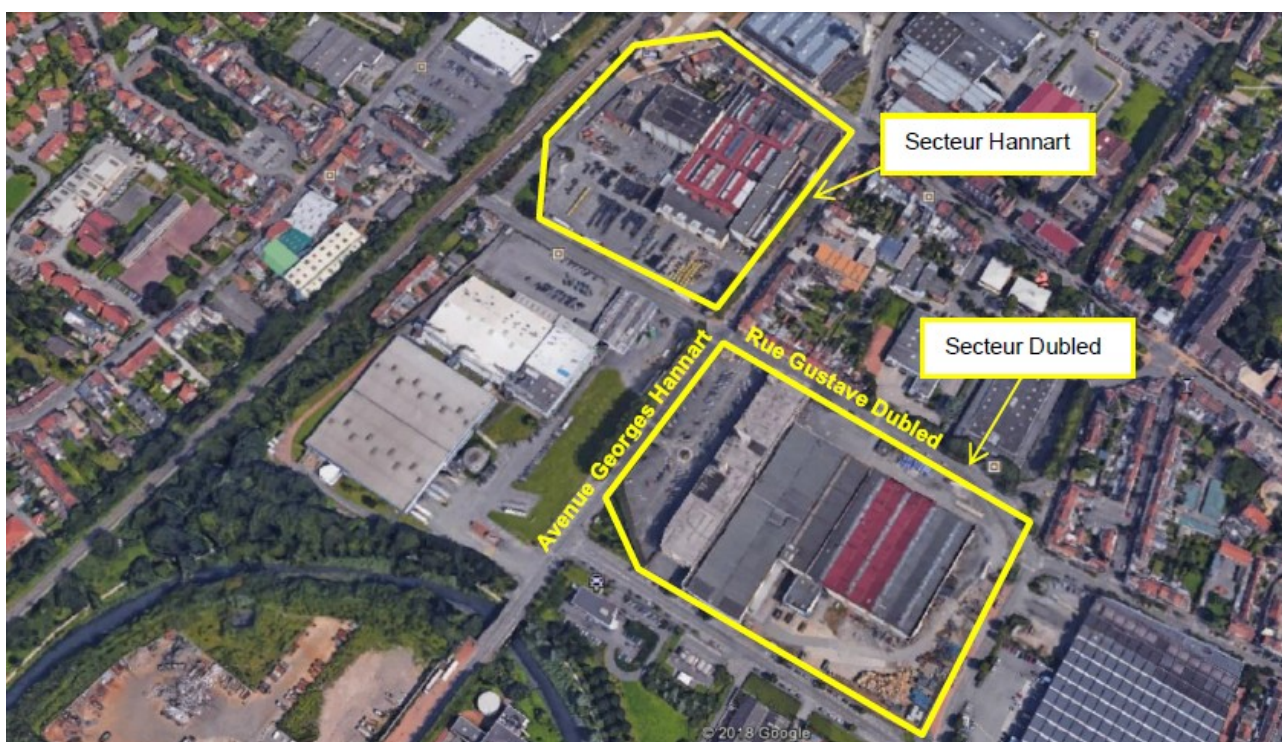 Secteur Hannart
Secteur Dubled
Rue Gustave Dubled
Avenue Georges Hannart
© 2018 Google